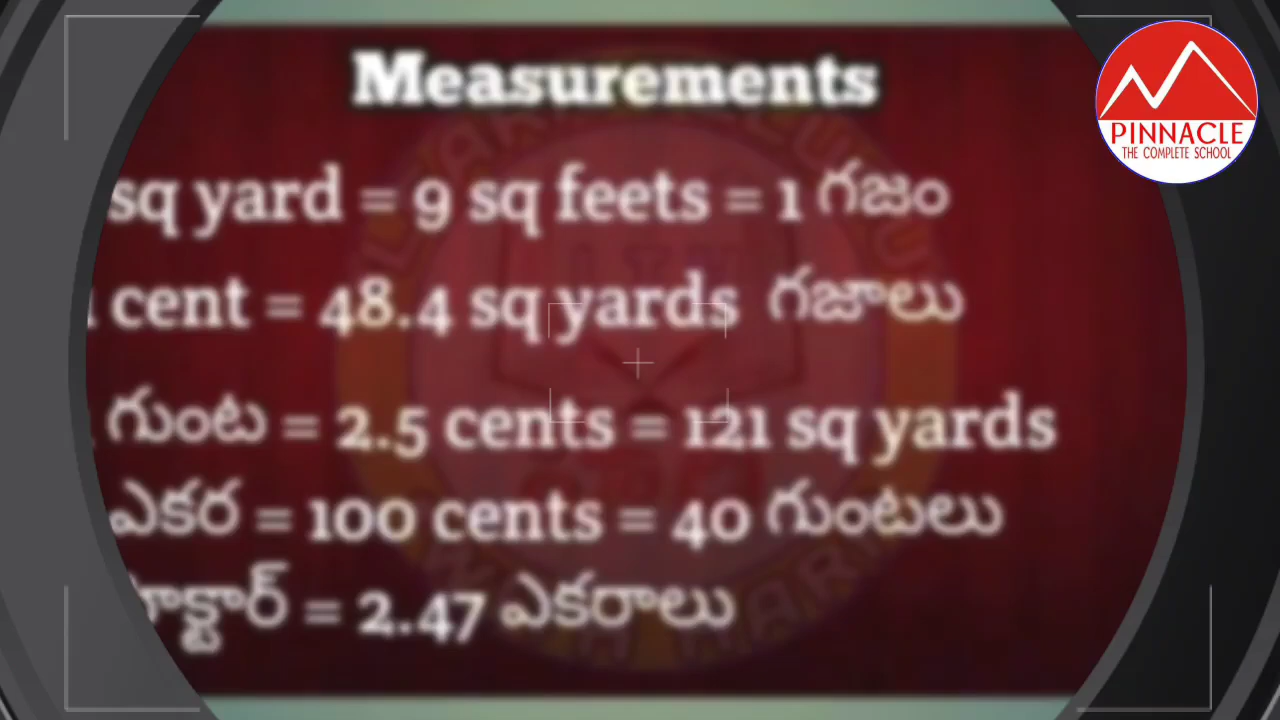 Measurements
PINNACLE
THE COMPLETE SCHOOL
sq yard = 9 sq feets = 1 గజం
1 cent = 48.4 sq yards గజాలు
గుంట = 2.5 cents = 121 sq yards
ఎకర = 100 cents = 40 గుంటలు
= 2.47 ఎకరాలు